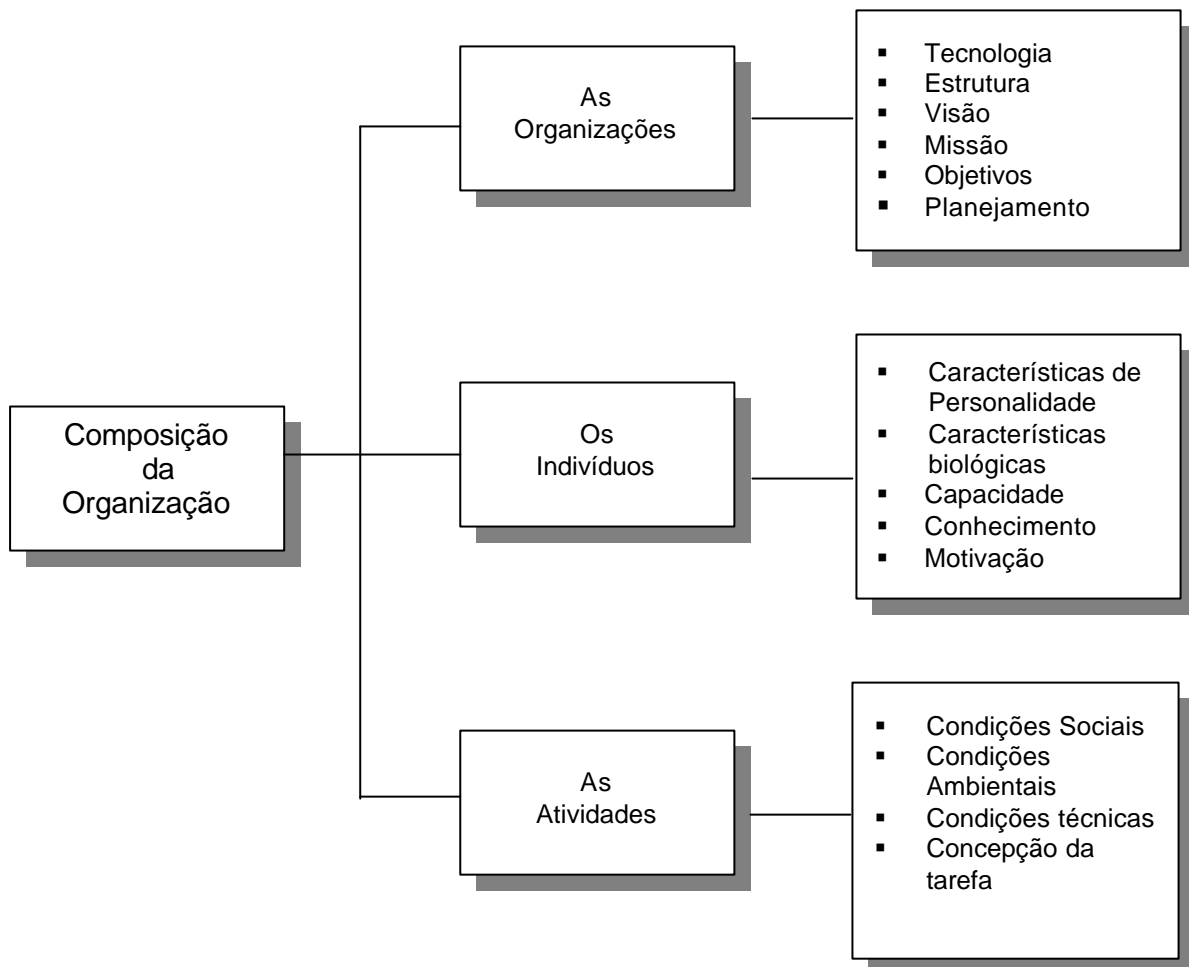 Composição
da
Organização
As
Organizações
▪ Tecnologia
▪ Estrutura
▪ Visão
▪ Missão
▪ Objetivos
▪ Planejamento
Os
Indivíduos
▪ Características de
Personalidade
▪ Características
biológicas
▪ Capacidade
▪ Conhecimento
▪ Motivação
As
Atividades
▪ Condições Sociais
▪ Condições
Ambientais
▪ Condições técnicas
▪ Concepção da
tarefa